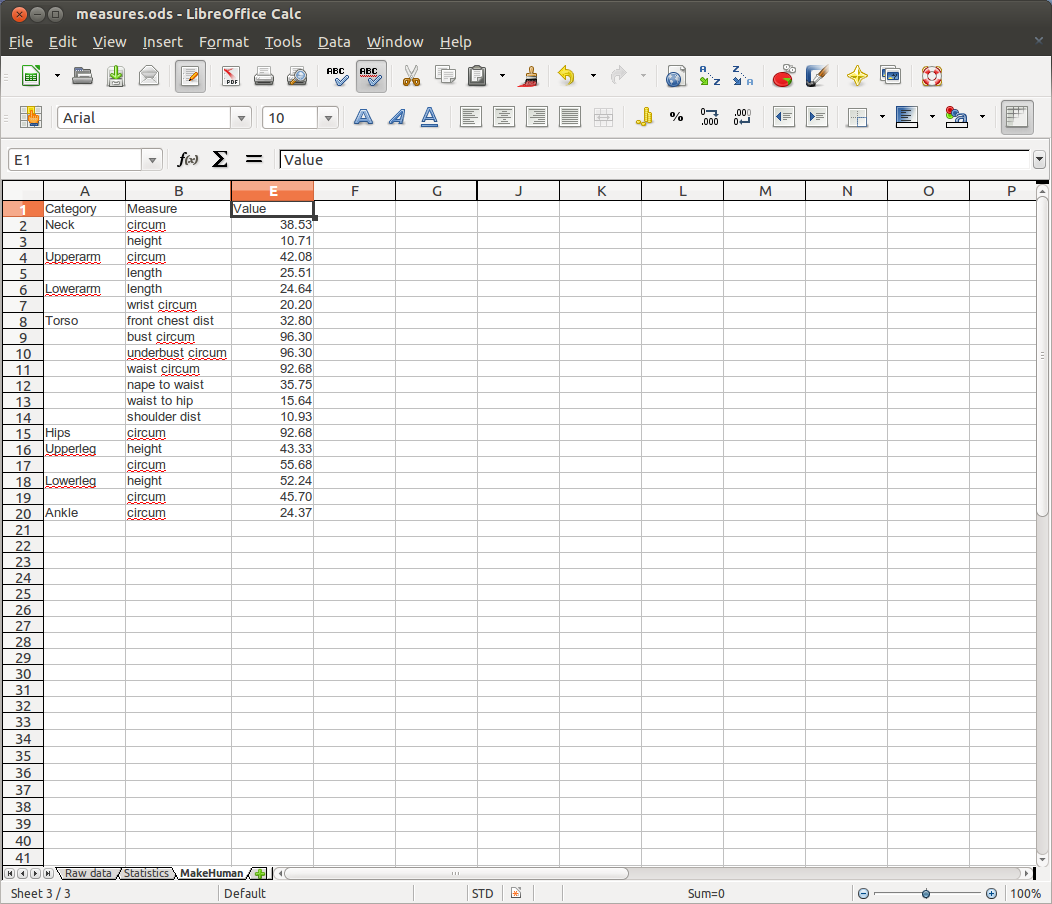 measures.ods - LibreOffice Calc
File Edit View Insert Format Tools Data Window Help
PDF ABC ABC A Z Z A
Arial 10 A A A % 0.0 .000 .000
E1 f(x) Σ = Value
A B E F G J K L M N O P
1 Category Measure Value
2 Neck circum 38.53
3 height 10.71
4 Upperarm circum 42.08
5 length 25.51
6 Lowerarm length 24.64
7 wrist circum 20.20
8 Torso front chest dist 32.80
9 bust circum 96.30
10 underbust circum 96.30
11 waist circum 92.68
12 nape to waist 35.75
13 waist to hip 15.64
14 shoulder dist 10.93
15 Hips circum 92.68
16 Upperleg height 43.33
17 circum 55.68
18 Lowerleg height 52.24
19 circum 45.70
20 Ankle circum 24.37
21
22
23
24
25
26
27
28
29
30
31
32
33
34
35
36
37
38
39
40
41
Raw data Statistics MakeHuman
Sheet 3 / 3 Default STD Sum=0 100%